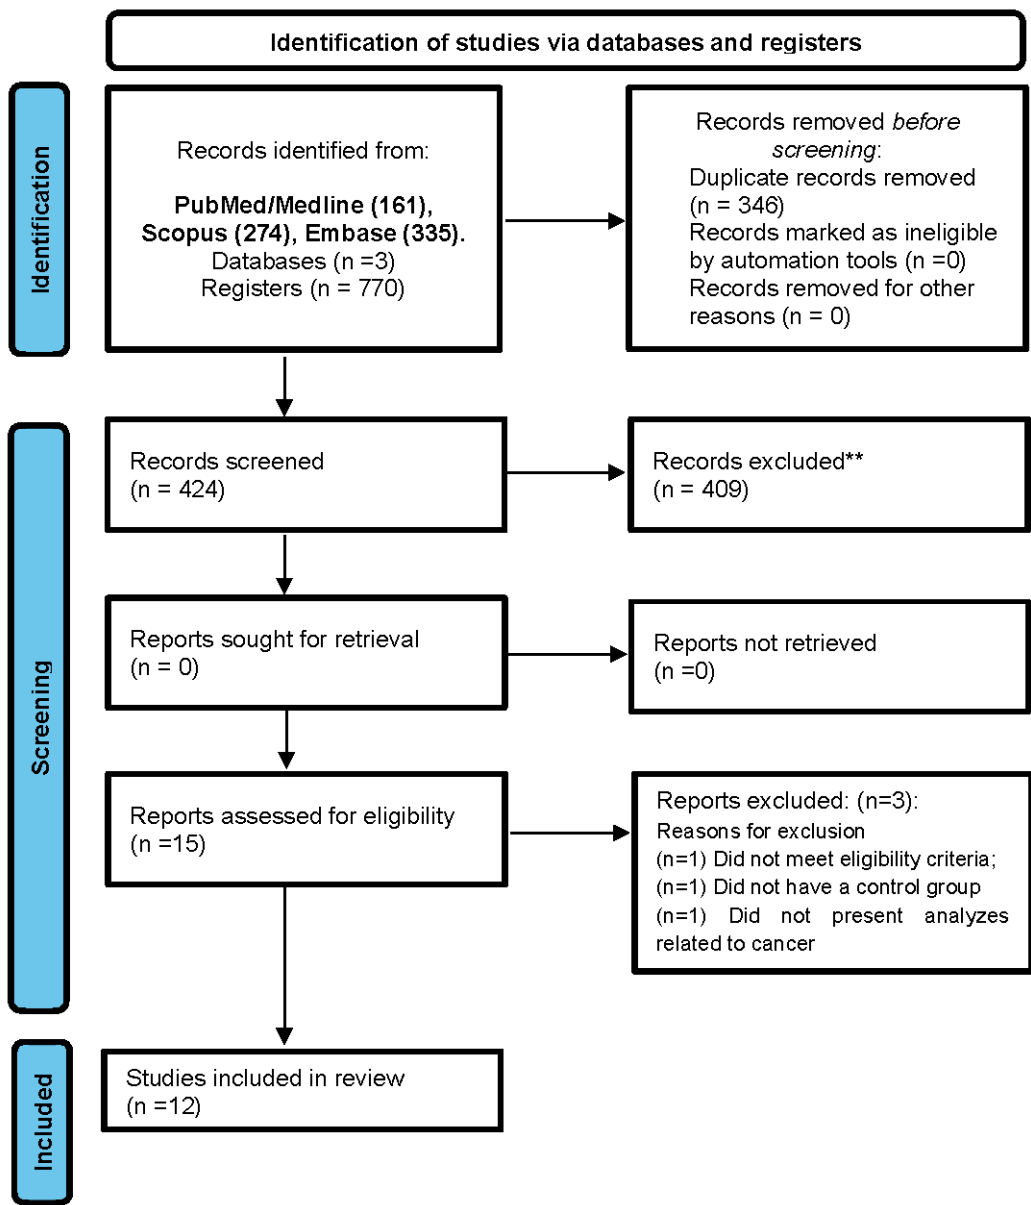 Identification of studies via databases and registers
Identification
Records identified from:
PubMed/Medline (161),
Scopus (274), Embase (335).
Databases (n =3)
Registers (n = 770)
Records removed before
screening:
Duplicate records removed
(n = 346)
Records marked as ineligible
by automation tools (n =0)
Records removed for other
reasons (n = 0)
Screening
Records screened
(n = 424)
Records excluded**
(n = 409)
Reports sought for retrieval
(n = 0)
Reports not retrieved
(n =0)
Reports assessed for eligibility
(n =15)
Reports excluded: (n=3):
Reasons for exclusion
(n=1) Did not meet eligibility criteria;
(n=1) Did not have a control group
(n=1) Did not present analyzes
related to cancer
Included
Studies included in review
(n =12)